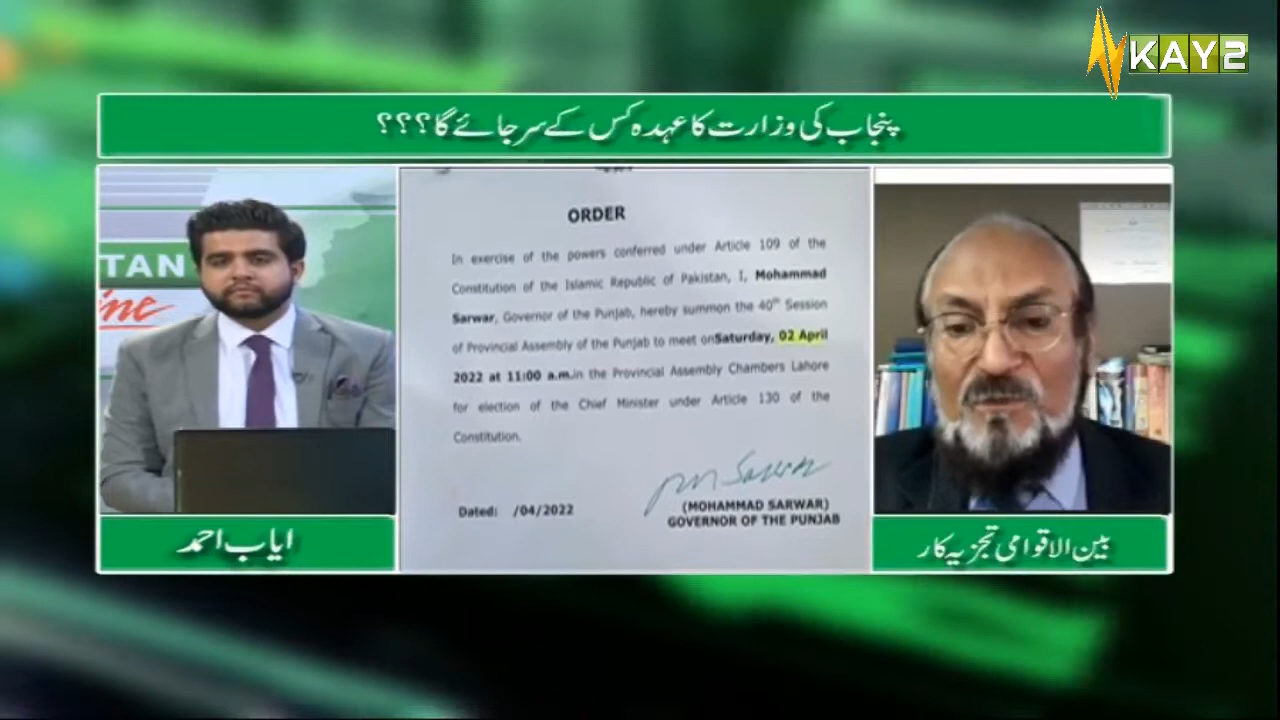 KAY2
پنجاب کی وزارت کا عہدہ کس کے سر جائے گا؟؟؟
TAN
ine
ORDER
In exercise of the powers conferred under Article 109 of the
Constitution of the Islamic Republic of Pakistan, I, Mohammad
Sarwar, Governor of the Punjab, hereby summon the 40th Session
of Provincial Assembly of the Punjab to meet onSaturday, 02 April
2022 at 11:00 a.m.in the Provincial Assembly Chambers Lahore
for election of the Chief Minister under Article 130 of the
Constitution.
M Sarwar
Dated: /04/2022
(MOHAMMAD SARWAR)
GOVERNOR OF THE PUNJAB
ایاب احمد
بین الاقوامی تجزیہ کار